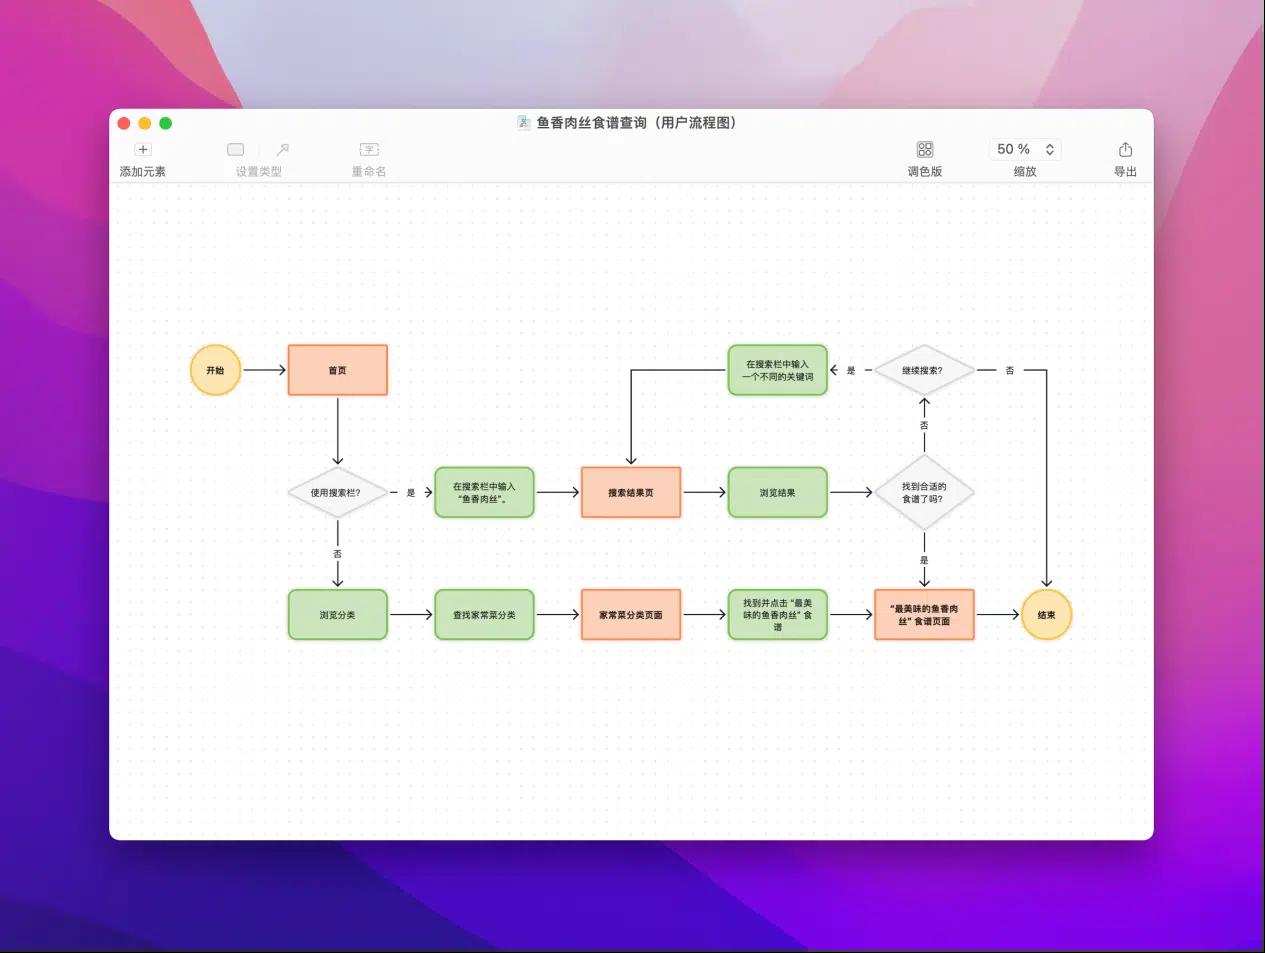 鱼香肉丝食谱查询（用户流程图）
添加元素
设置类型
字
重命名
调色版
50 %
缩放
导出
开始
首页
在搜索栏中输入
一个不同的关键词
是
继续搜索?
否
否
使用搜索栏?
是
在搜索栏中输入
“鱼香肉丝”。
搜索结果页
浏览结果
找到合适的
食谱了吗?
否
是
浏览分类
查找家常菜分类
家常菜分类页面
找到并点击 “最美
味的鱼香肉丝” 食
谱
“最美味的鱼香肉
丝” 食谱页面
结束